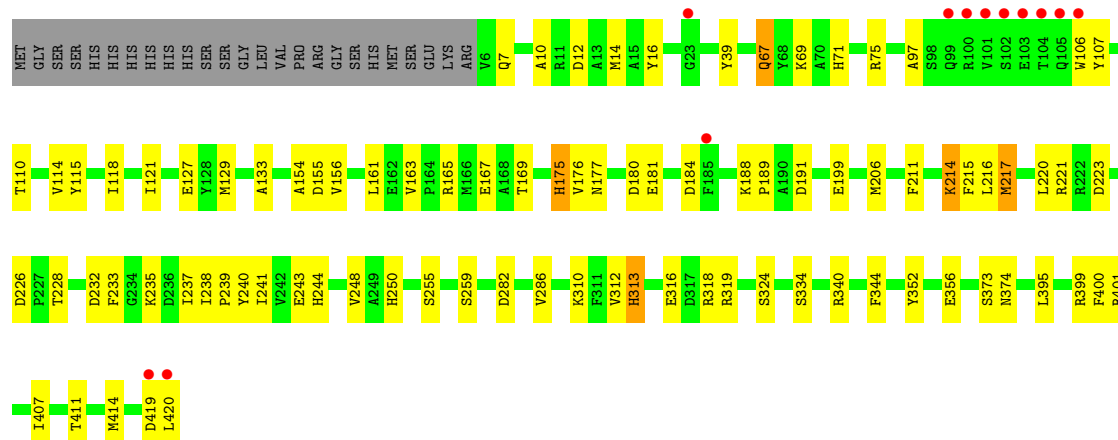 MET GLY SER SER HIS HIS HIS HIS HIS HIS SER SER GLY LEU VAL PRO ARG GLY SER HIS MET SER GLU LYS ARG V6 Q7 A10 R11 D12 A13 M14 A15 Y16 G23 Y39 Q67 Y68 K69 A70 H71 R75 A97 S98 Q99 R100 V101 S102 E103 T104 Q105 W106 Y107
T110 V114 Y115 I118 I121 E127 Y128 M129 A133 A154 D155 V156 L161 E162 V163 P164 R165 M166 E167 A168 T169 H175 V176 N177 D180 E181 D184 F185 K188 P189 A190 D191 E199 M206 F211 K214 F215 L216 M217 L220 R221 R222 D223
D226 P227 T228 D232 F233 G234 K235 D236 I237 I238 P239 Y240 I241 V242 E243 H244 V248 A249 H250 S255 S259 D282 V286 K310 F311 V312 H313 E316 D317 R318 R319 S324 S334 R340 F344 Y352 E356 S373 N374 L395 R399 F400
I407 T411 M414 D419 L420